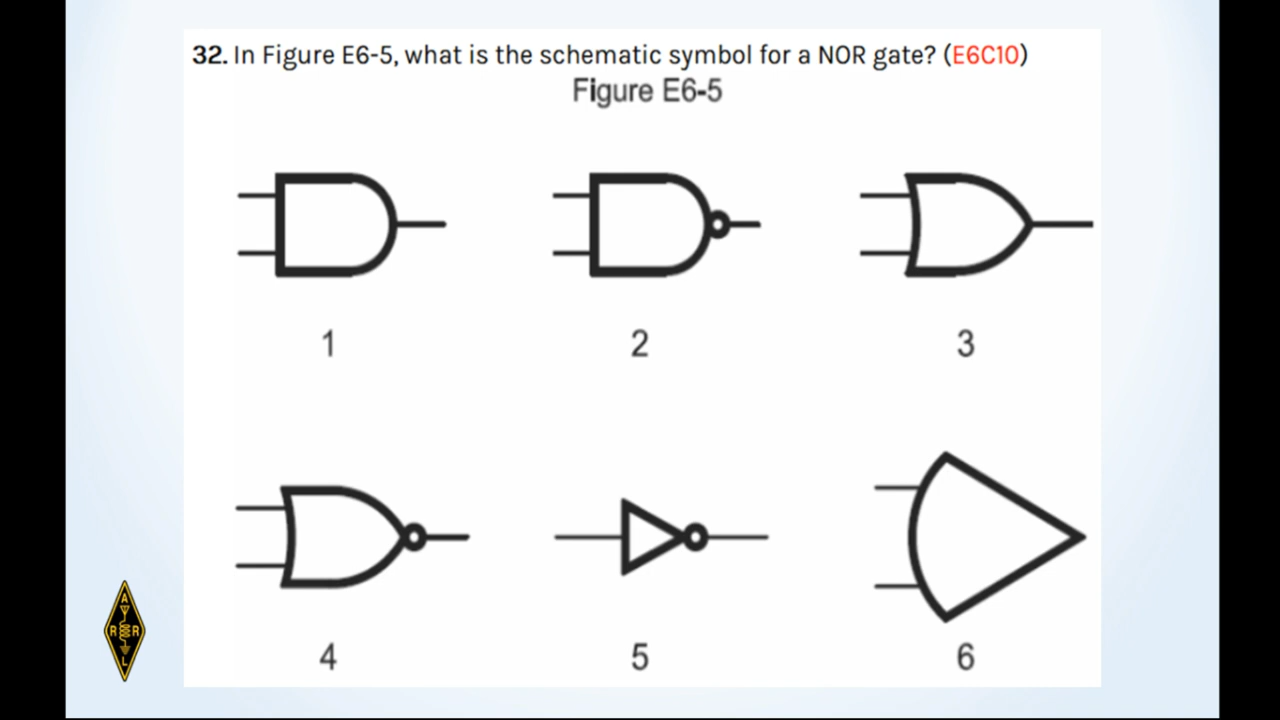 32. In Figure E6-5, what is the schematic symbol for a NOR gate? (E6C10)
Figure E6-5
1 2 3
4 5 6
A
R R
L